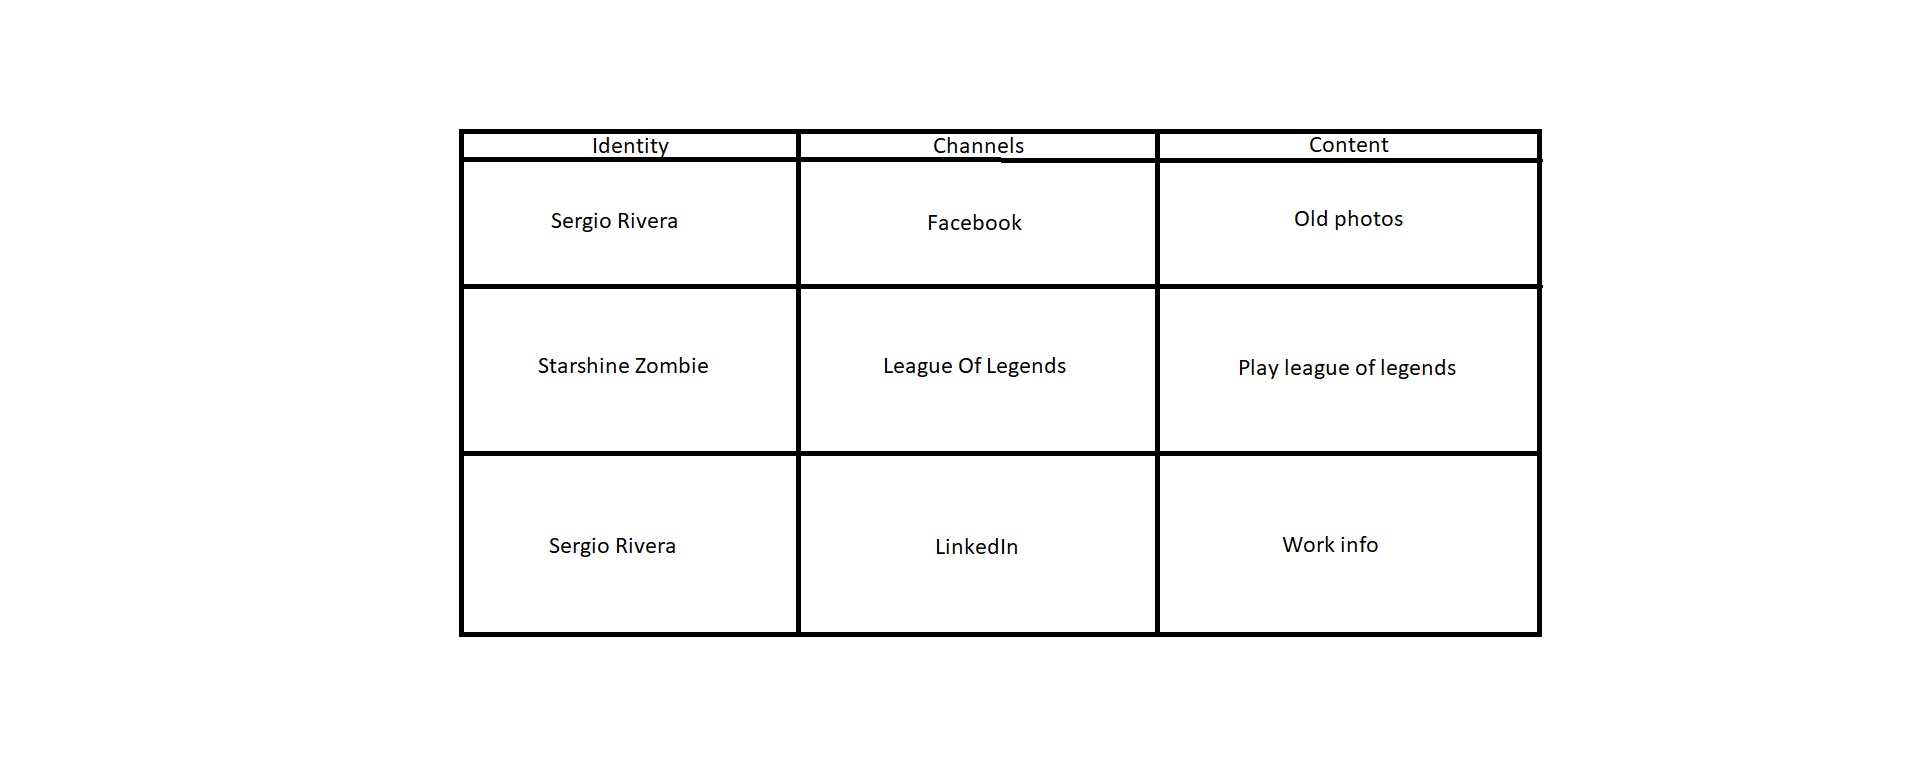 Identity Channels Content
Sergio Rivera Facebook Old photos
Starshine Zombie League Of Legends Play league of legends
Sergio Rivera LinkedIn Work info